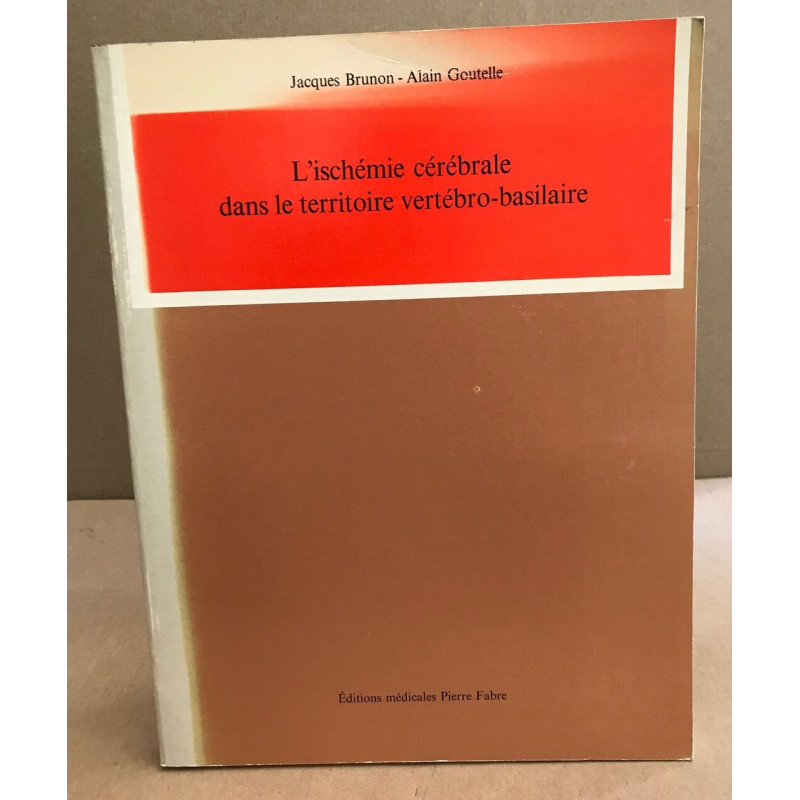 Jacques Brunon - Alain Goutelle
L'ischémie cérébrale
dans le territoire vertébro-basilaire
Éditions médicales Pierre Fabre